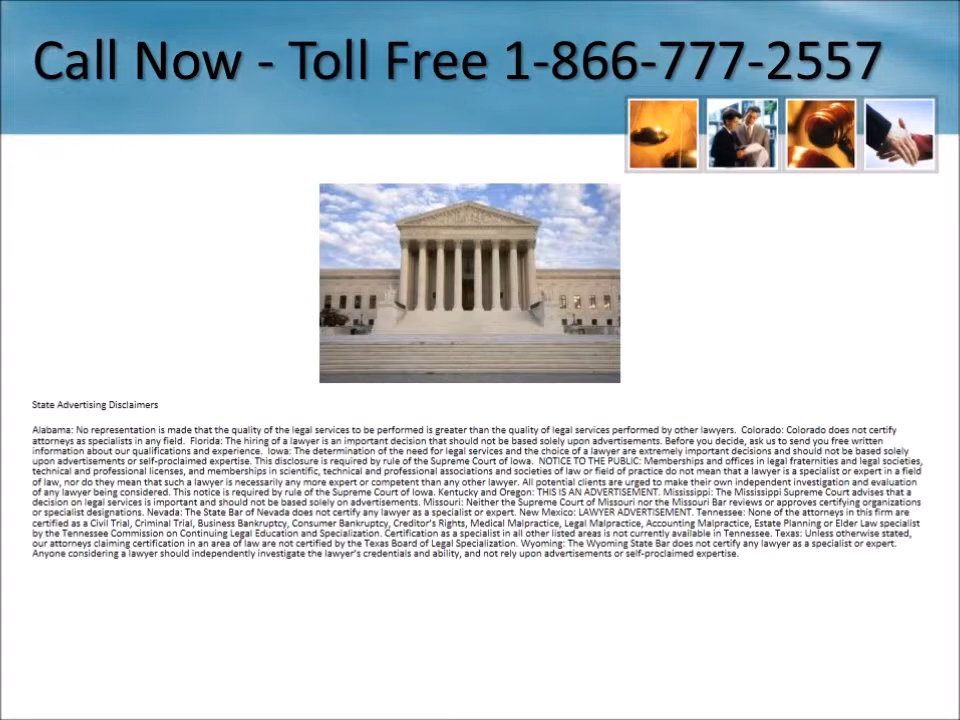 Call Now - Toll Free 1-866-777-2557
State Advertising Disclaimers
Alabama: No representation is made that the quality of the legal services to be performed is greater than the quality of legal services performed by other lawyers.  Colorado: Colorado does not certify
attorneys as specialists in any field.  Florida: The hiring of a lawyer is an important decision that should not be based solely upon advertisements. Before you decide, ask us to send you free written
information about our qualifications and experience.  Iowa: The determination of the need for legal services and the choice of a lawyer are extremely important decisions and should not be based solely
upon advertisements or self-proclaimed expertise. This disclosure is required by rule of the Supreme Court of Iowa.  NOTICE TO THE PUBLIC: Memberships and offices in legal fraternities and legal societies,
technical and professional licenses, and memberships in scientific, technical and professional associations and societies of law or field of practice do not mean that a lawyer is a specialist or expert in a field
of law, nor do they mean that such a lawyer is necessarily any more expert or competent than any other lawyer. All potential clients are urged to make their own independent investigation and evaluation
of any lawyer being considered. This notice is required by rule of the Supreme Court of Iowa. Kentucky and Oregon: THIS IS AN ADVERTISEMENT. Mississippi: The Mississippi Supreme Court advises that a
decision on legal services is important and should not be based solely on advertisements. Missouri: Neither the Supreme Court of Missouri nor the Missouri Bar reviews or approves certifying organizations
or specialist designations. Nevada: The State Bar of Nevada does not certify any lawyer as a specialist or expert. New Mexico: LAWYER ADVERTISEMENT. Tennessee: None of the attorneys in this firm are
certified as a Civil Trial, Criminal Trial, Business Bankruptcy, Consumer Bankruptcy, Creditor's Rights, Medical Malpractice, Legal Malpractice, Accounting Malpractice, Estate Planning or Elder Law specialist
by the Tennessee Commission on Continuing Legal Education and Specialization. Certification as a specialist in all other listed areas is not currently available in Tennessee. Texas: Unless otherwise stated,
our attorneys claiming certification in an area of law are not certified by the Texas Board of Legal Specialization. Wyoming: The Wyoming State Bar does not certify any lawyer as a specialist or expert.
Anyone considering a lawyer should independently investigate the lawyer's credentials and ability, and not rely upon advertisements or self-proclaimed expertise.